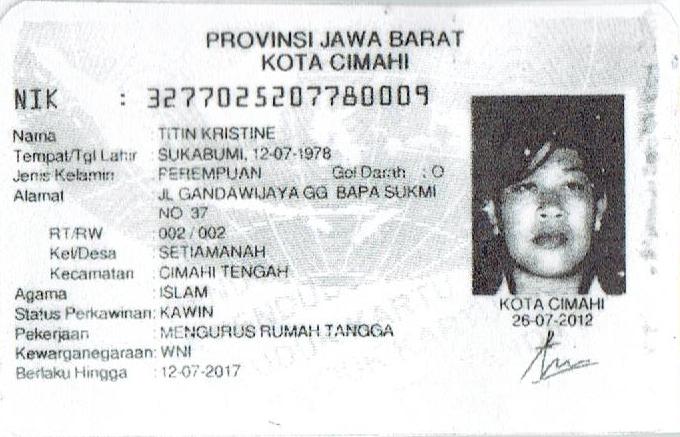 PROVINSI JAWA BARAT
KOTA CIMAHI
NIK : 3277025207780009
Nama : TITIN KRISTINE
Tempat/Tgl Lahir : SUKABUMI, 12-07-1978
Jenis Kelamin : PEREMPUAN Gol Darah : O
Alamat : JL GANDAWIJAYA GG BAPA SUKMI
NO 37
RT/RW : 002 / 002
Kel/Desa : SETIAMANAH
Kecamatan : CIMAHI TENGAH
Agama : ISLAM
Status Perkawinan: KAWIN
Pekerjaan : MENGURUS RUMAH TANGGA
Kewarganegaraan: WNI
Berlaku Hingga : 12-07-2017
KOTA CIMAHI
26-07-2012